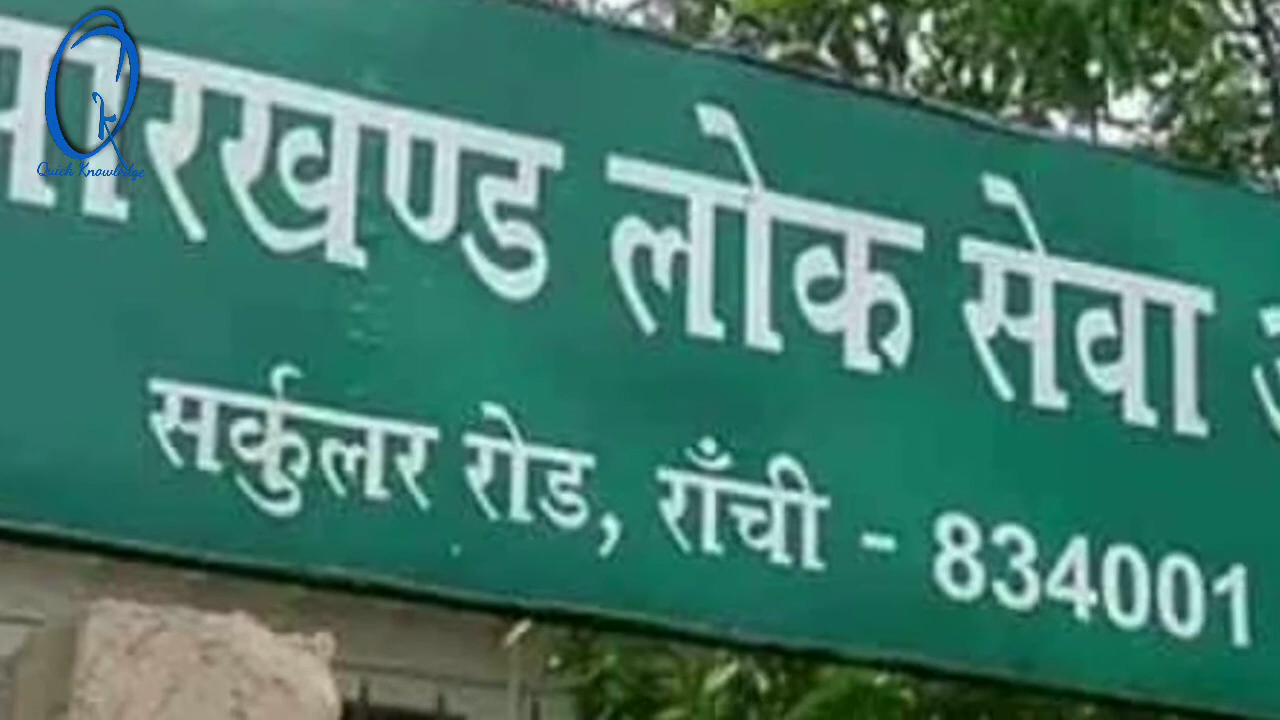 Quick Knowledge
झारखण्ड लोक सेवा
सर्कुलर रोड, राँची - 834001